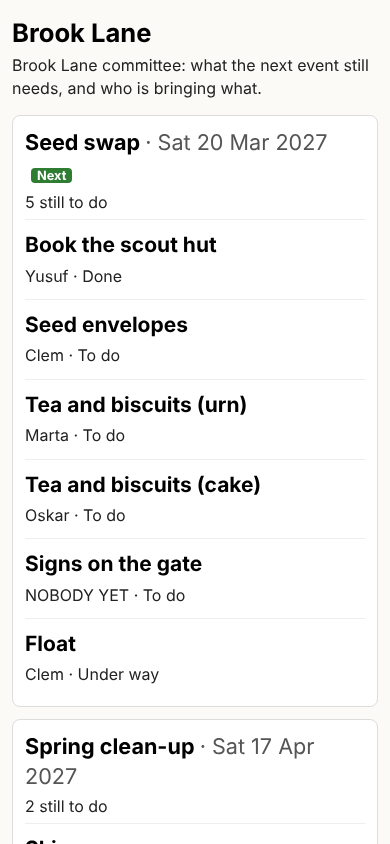 Brook Lane
Brook Lane committee: what the next event still
needs, and who is bringing what.
Seed swap · Sat 20 Mar 2027
Next
5 still to do
Book the scout hut
Yusuf · Done
Seed envelopes
Clem · To do
Tea and biscuits (urn)
Marta · To do
Tea and biscuits (cake)
Oskar · To do
Signs on the gate
NOBODY YET · To do
Float
Clem · Under way
Spring clean-up · Sat 17 Apr
2027
2 still to do